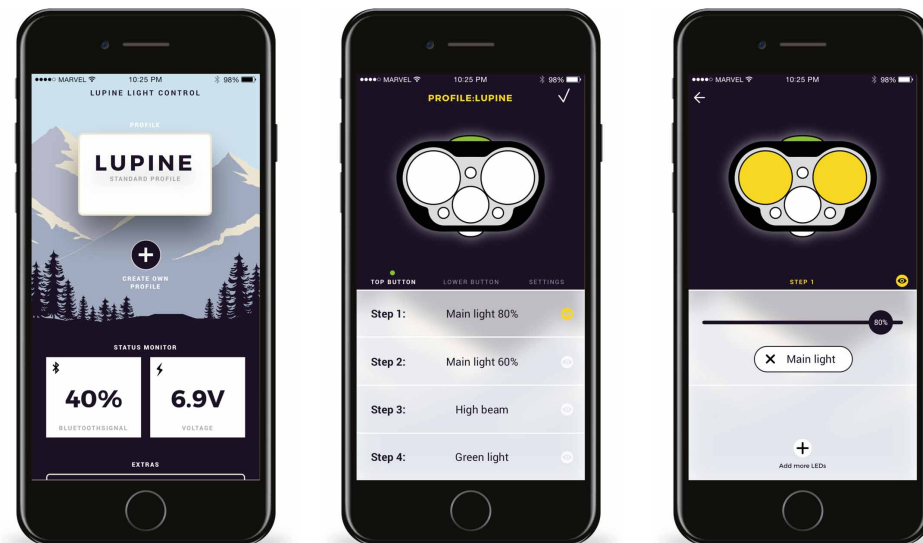 MARVEL 10:25 PM 98%
LUPINE LIGHT CONTROL
PROFILE
LUPINE
STANDARD PROFILE
CREATE OWN
PROFILE
STATUS MONITOR
40%
BLUETOOTHSIGNAL
6.9V
VOLTAGE
EXTRAS
MARVEL 10:25 PM 98%
PROFILE:LUPINE
TOP BUTTON LOWER BUTTON SETTINGS
Step 1: Main light 80%
Step 2: Main light 60%
Step 3: High beam
Step 4: Green light
MARVEL 10:25 PM 98%
STEP 1
80%
Main light
Add more LEDs